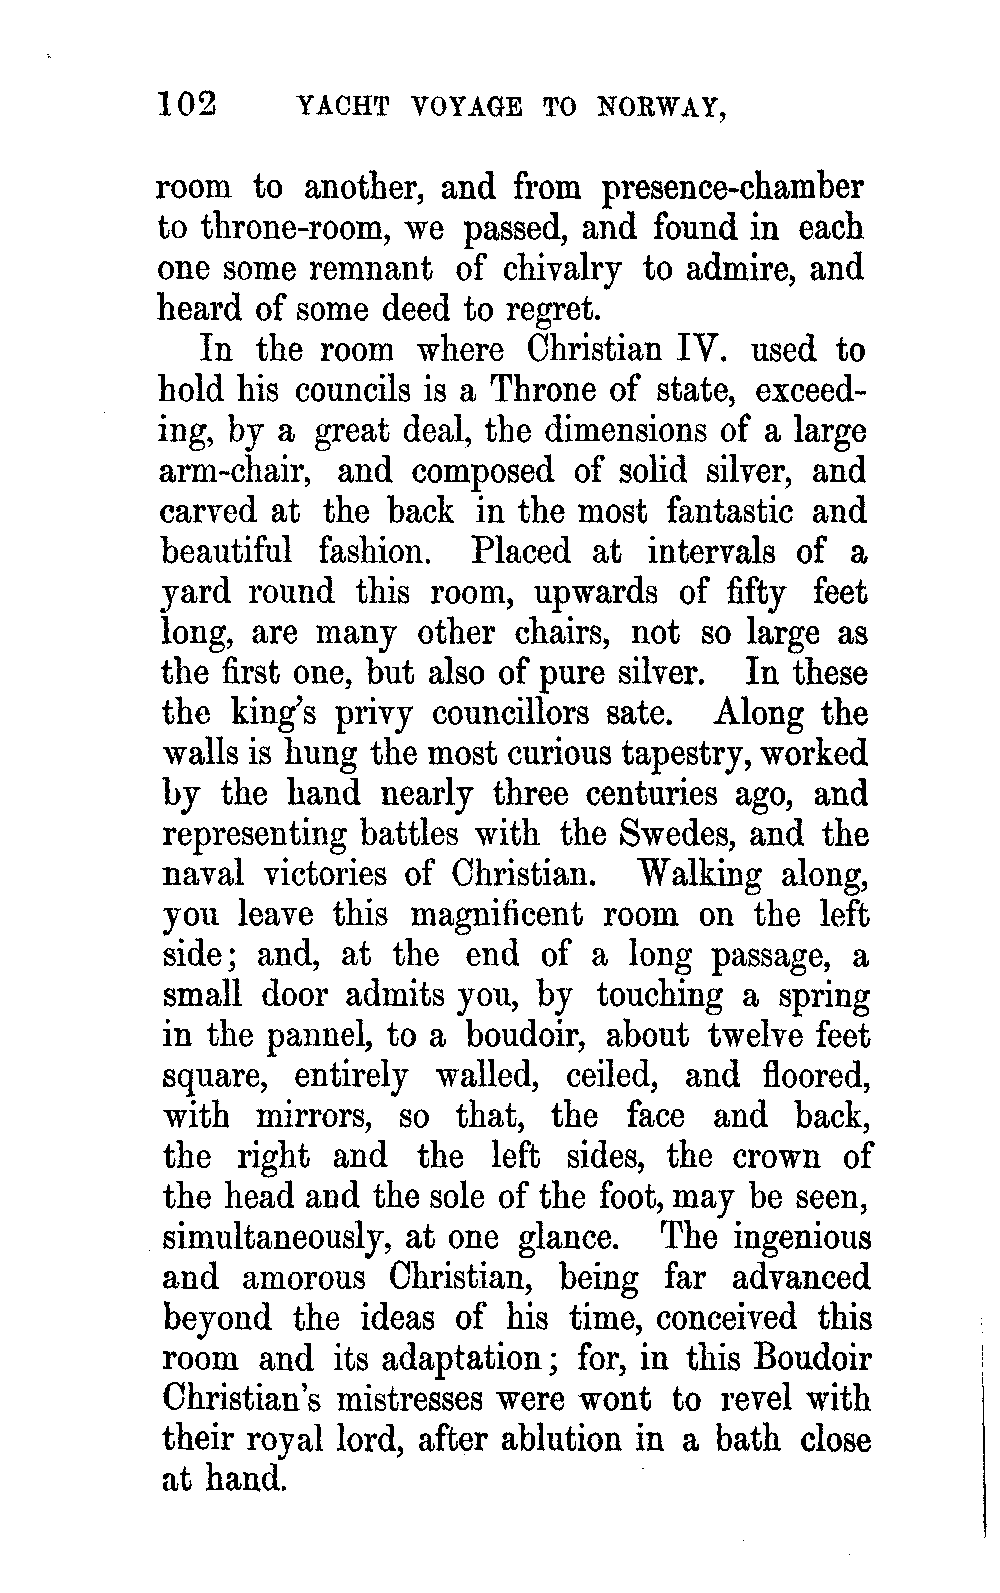 102 YACHT VOYAGE TO NORWAY,
room to another, and from presence-chamber
to throne-room, we passed, and found in each
one some remnant of chivalry to admire, and
heard of some deed to regret.
In the room where Christian IV. used to
hold his councils is a Throne of state, exceed-
ing, by a great deal, the dimensions of a large
arm-chair, and composed of solid silver, and
carved at the back in the most fantastic and
beautiful fashion. Placed at intervals of a
yard round this room, upwards of fifty feet
long, are many other chairs, not so large as
the first one, but also of pure silver. In these
the king's privy councillors sate. Along the
walls is hung the most curious tapestry, worked
by the hand nearly three centuries ago, and
representing battles with the Swedes, and the
naval victories of Christian. Walking along,
you leave this magnificent room on the left
side; and, at the end of a long passage, a
small door admits you, by touching a spring
in the pannel, to a boudoir, about twelve feet
square, entirely walled, ceiled, and floored,
with mirrors, so that, the face and back,
the right and the left sides, the crown of
the head and the sole of the foot, may be seen,
simultaneously, at one glance. The ingenious
and amorous Christian, being far advanced
beyond the ideas of his time, conceived this
room and its adaptation; for, in this Boudoir
Christian's mistresses were wont to revel with
their royal lord, after ablution in a bath close
at hand.